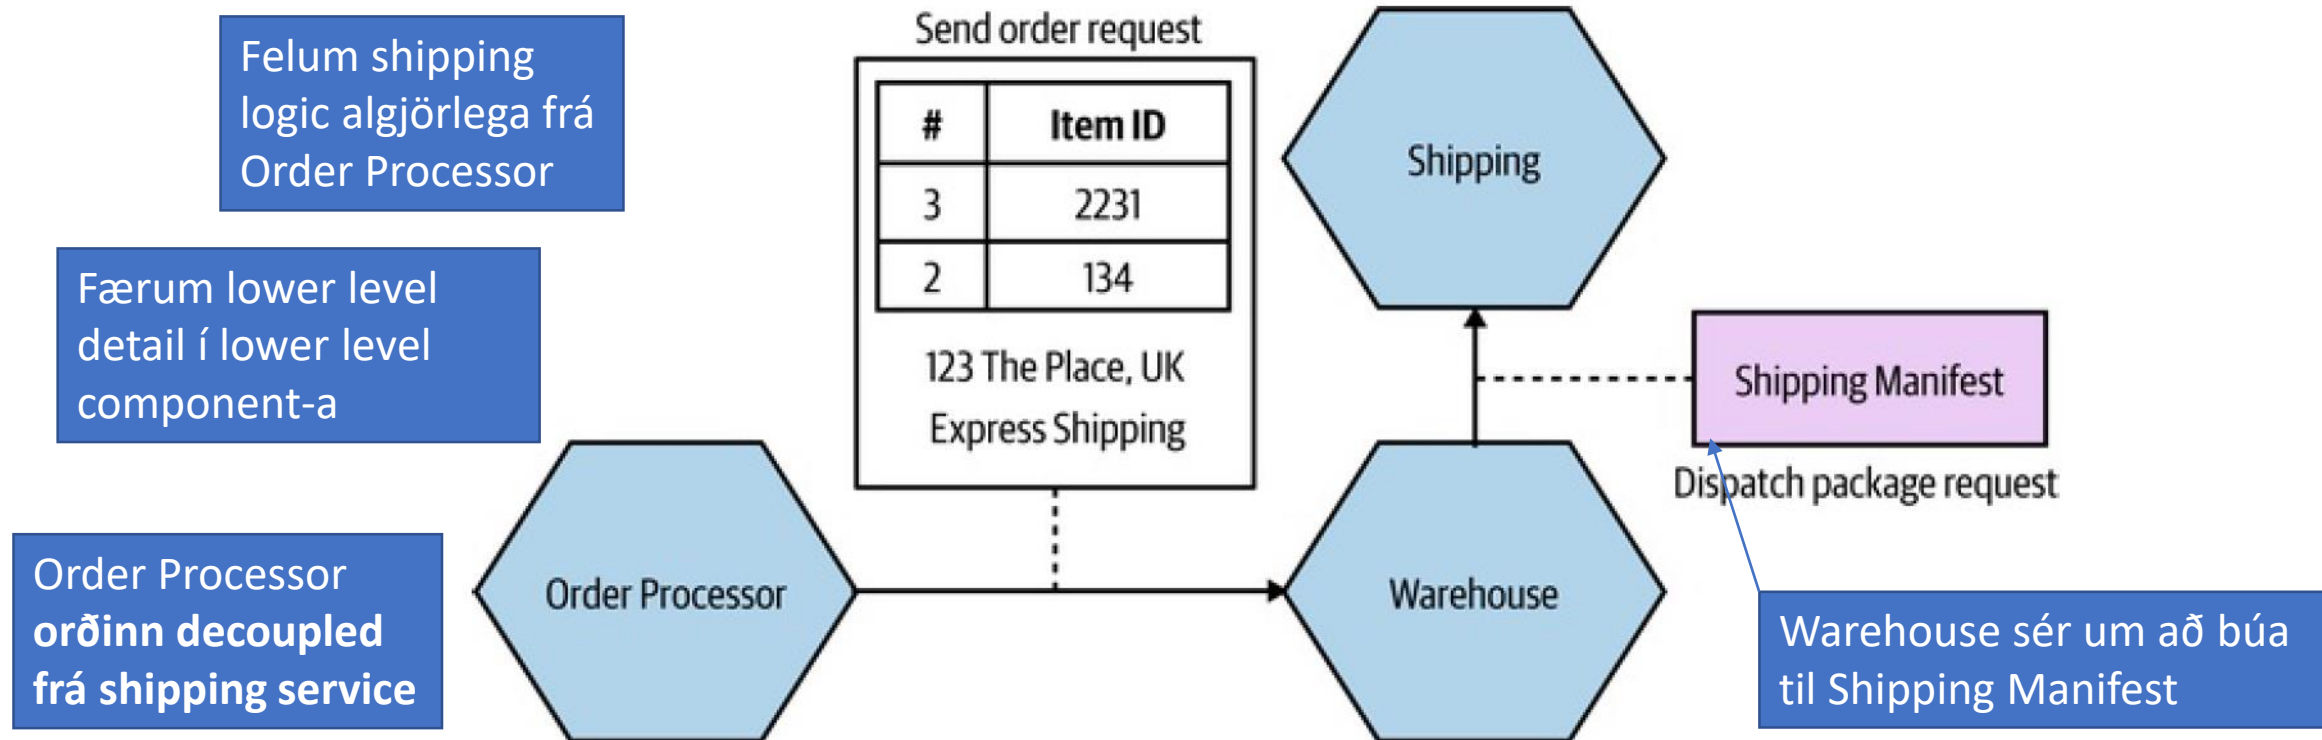 Felum shipping
logic algjörlega frá
Order Processor
Færum lower level
detail í lower level
component-a
Order Processor
orðinn decoupled
frá shipping service
Send order request
# Item ID
3 2231
2 134
123 The Place, UK
Express Shipping
Order Processor
Shipping
Warehouse
Shipping Manifest
Dispatch package request
Warehouse sér um að búa
til Shipping Manifest